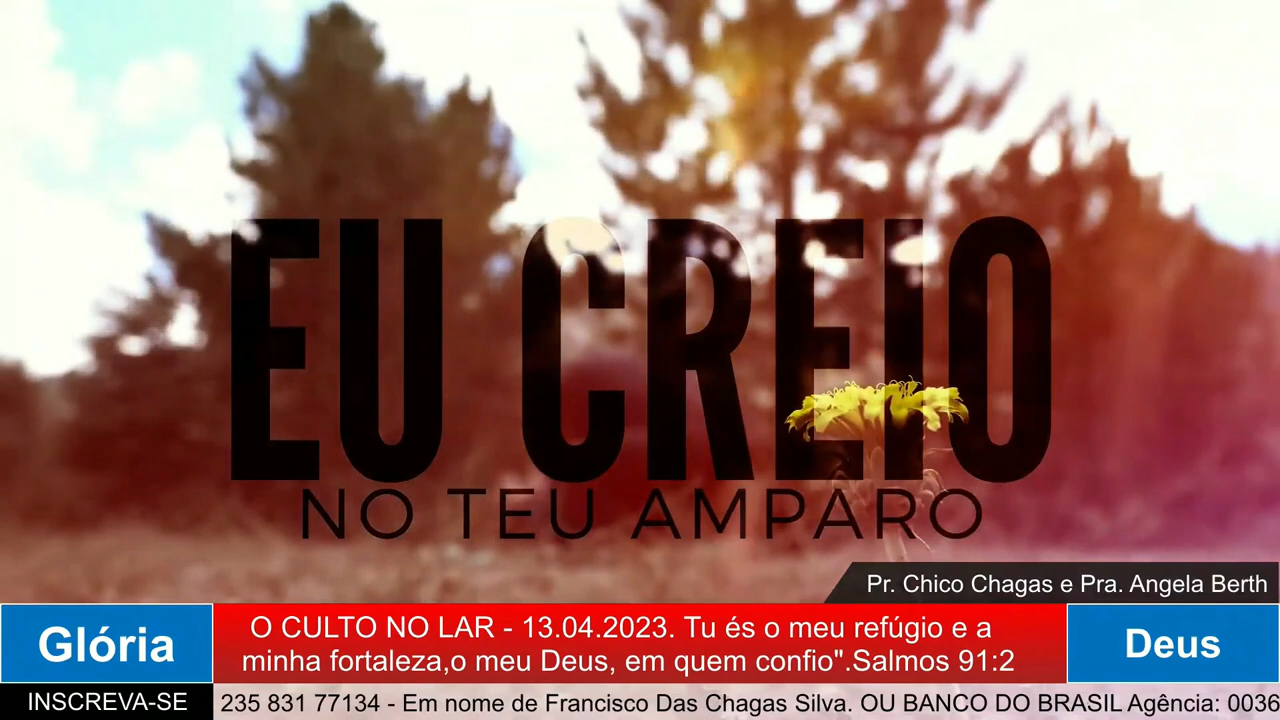 EU CREIO
NO TEU AMPARO
Pr. Chico Chagas e Pra. Angela Berth
Glória
O CULTO NO LAR - 13.04.2023. Tu és o meu refúgio e a
minha fortaleza,o meu Deus, em quem confio".Salmos 91:2
Deus
INSCREVA-SE
235 831 77134 - Em nome de Francisco Das Chagas Silva. OU BANCO DO BRASIL Agência: 0036